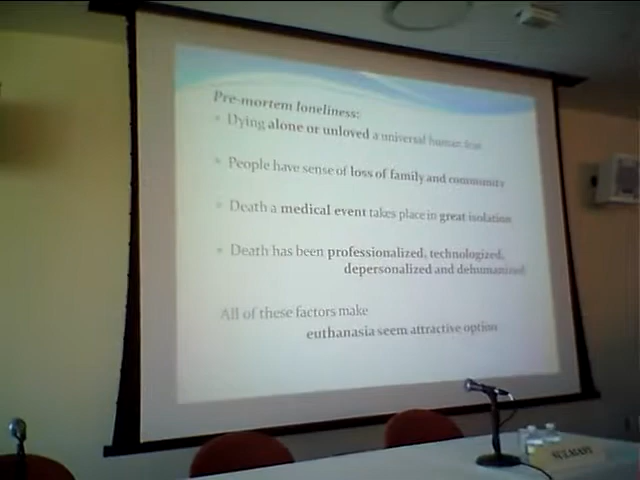 Pre-mortem loneliness:
• Dying alone or unloved a universal human fear
• People have sense of loss of family and community
• Death a medical event takes place in great isolation
• Death has been professionalized, technologized,
depersonalized and dehumanized
All of these factors make
euthanasia seem attractive option